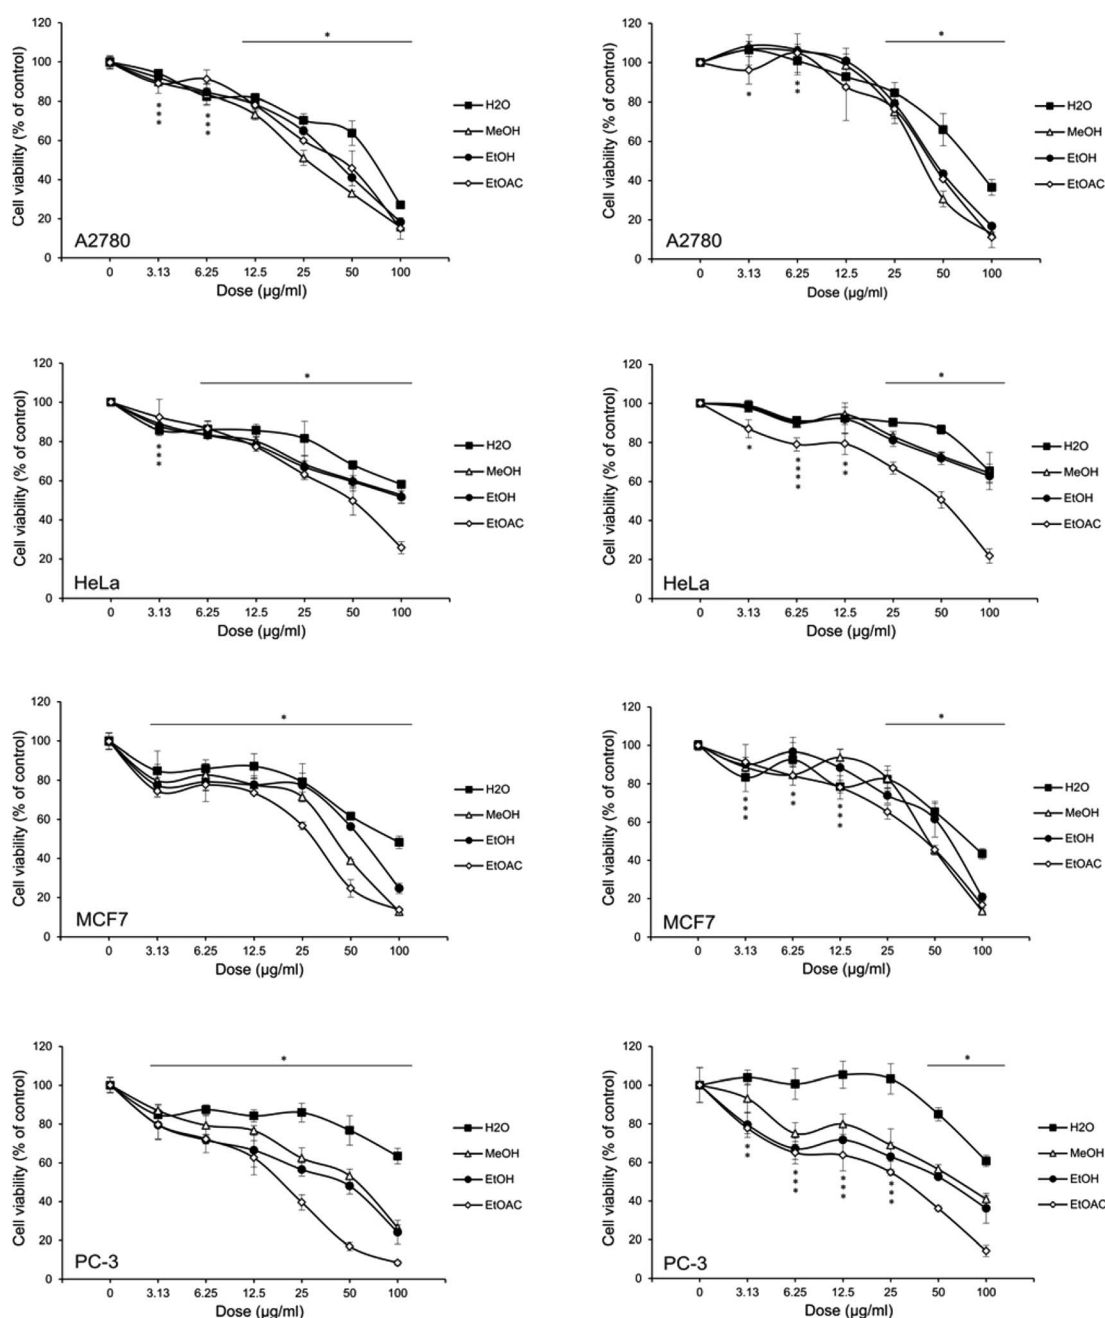 120
100
80
60
40
20
0
Cell viability (% of control)
*
*
*
*
*
*
*
A2780
0 3.13 6.25 12.5 25 50 100
Dose (µg/ml)
H2O
MeOH
EtOH
EtOAC
120
100
80
60
40
20
0
Cell viability (% of control)
*
*
*
*
A2780
0 3.13 6.25 12.5 25 50 100
Dose (µg/ml)
H2O
MeOH
EtOH
EtOAC
120
100
80
60
40
20
0
Cell viability (% of control)
*
*
*
*
HeLa
0 3.13 6.25 12.5 25 50 100
Dose (µg/ml)
H2O
MeOH
EtOH
EtOAC
120
100
80
60
40
20
0
Cell viability (% of control)
*
*
*
*
*
*
*
*
HeLa
0 3.13 6.25 12.5 25 50 100
Dose (µg/ml)
H2O
MeOH
EtOH
EtOAC
120
100
80
60
40
20
0
Cell viability (% of control)
*
MCF7
0 3.13 6.25 12.5 25 50 100
Dose (µg/ml)
H2O
MeOH
EtOH
EtOAC
120
100
80
60
40
20
0
Cell viability (% of control)
*
*
*
*
*
*
*
*
*
MCF7
0 3.13 6.25 12.5 25 50 100
Dose (µg/ml)
H2O
MeOH
EtOH
EtOAC
120
100
80
60
40
20
0
Cell viability (% of control)
*
PC-3
0 3.13 6.25 12.5 25 50 100
Dose (µg/ml)
H2O
MeOH
EtOH
EtOAC
120
100
80
60
40
20
0
Cell viability (% of control)
*
*
*
*
*
*
*
*
*
*
*
*
PC-3
0 3.13 6.25 12.5 25 50 100
Dose (µg/ml)
H2O
MeOH
EtOH
EtOAC